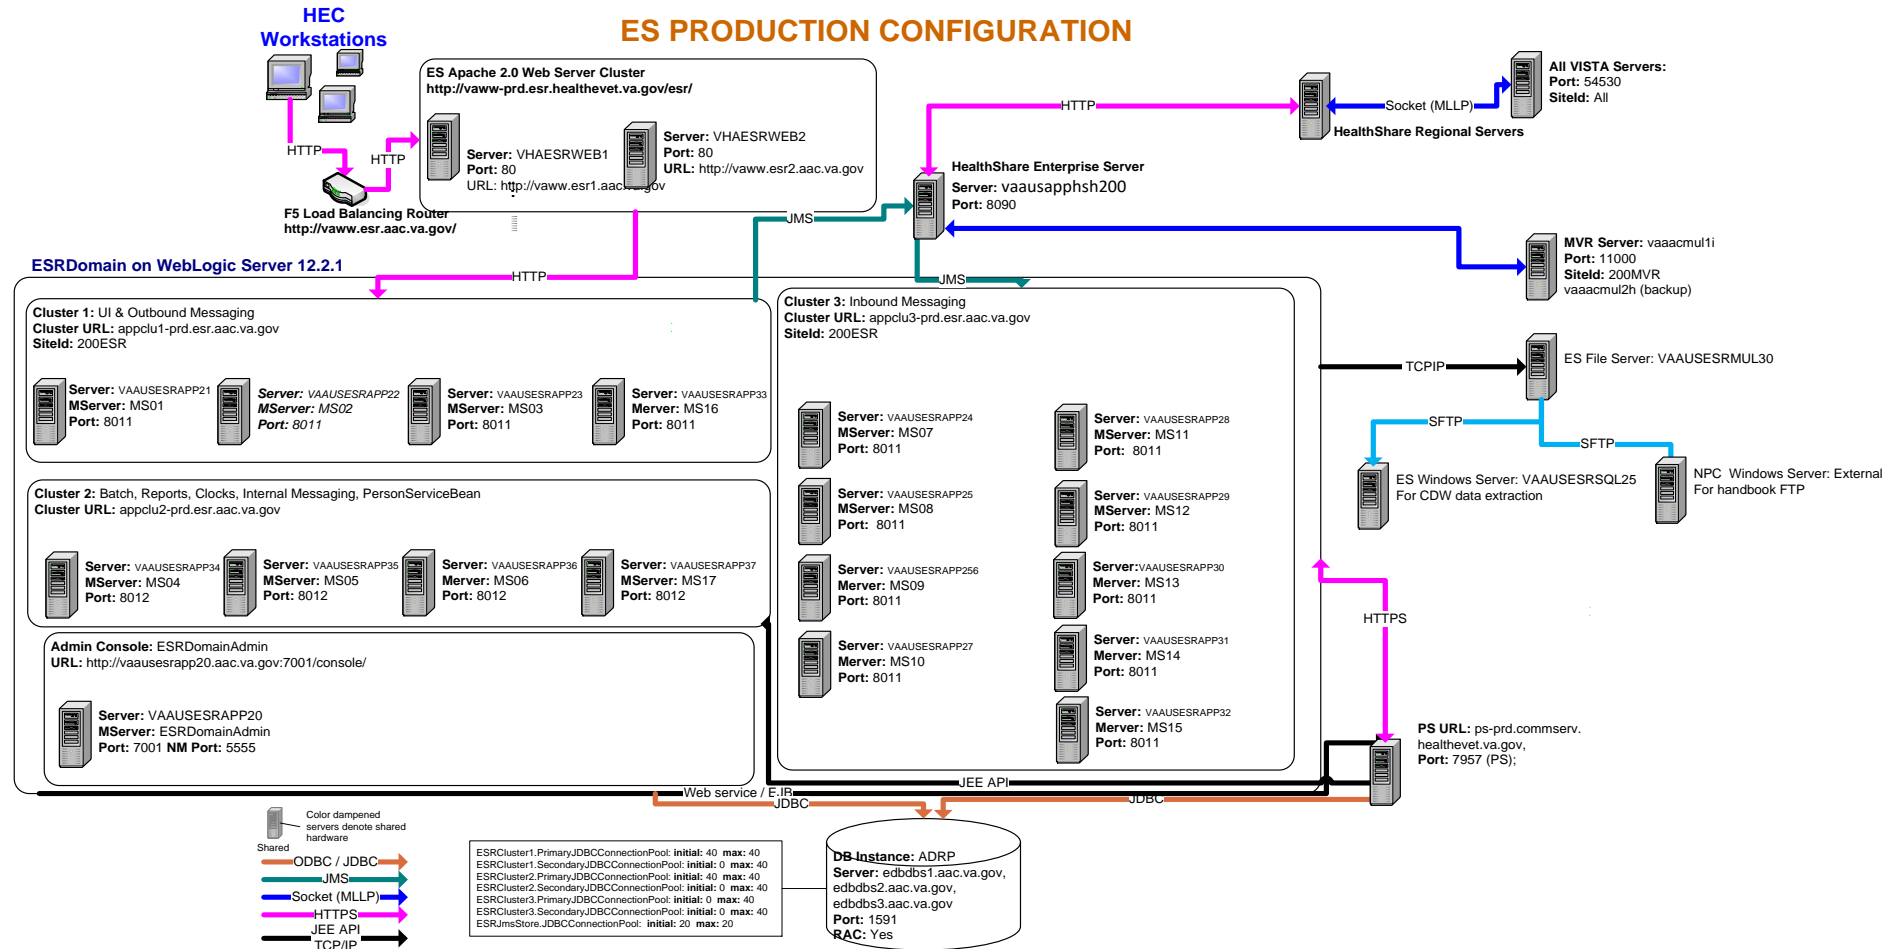 HEC
Workstations
ES PRODUCTION CONFIGURATION
HTTP
HTTP
F5 Load Balancing Router
http://vaww.esr.aac.va.gov/
ES Apache 2.0 Web Server Cluster
http://vaww-prd.esr.healthevet.va.gov/esr/
Server: VHAESRWEB1
Port: 80
URL: http://vaww.esr1.aac.va.gov
Server: VHAESRWEB2
Port: 80
URL: http://vaww.esr2.aac.va.gov
HTTP
JMS
HTTP
HealthShare Enterprise Server
Server: vaausapphsh200
Port: 8090
JMS
HealthShare Regional Servers
Socket (MLLP)
All VISTA Servers:
Port: 54530
SiteId: All
MVR Server: vaaacmul1i
Port: 11000
SiteId: 200MVR
vaaacmul2h (backup)
ESRDomain on WebLogic Server 12.2.1
Cluster 1: UI & Outbound Messaging
Cluster URL: appclu1-prd.esr.aac.va.gov
SiteId: 200ESR
Server: VAAUSESRAPP21
MServer: MS01
Port: 8011
Server: VAAUSESRAPP22
MServer: MS02
Port: 8011
Server: VAAUSESRAPP23
MServer: MS03
Port: 8011
Server: VAAUSESRAPP33
Merver: MS16
Port: 8011
Cluster 2: Batch, Reports, Clocks, Internal Messaging, PersonServiceBean
Cluster URL: appclu2-prd.esr.aac.va.gov
Server: VAAUSESRAPP34
MServer: MS04
Port: 8012
Server: VAAUSESRAPP35
MServer: MS05
Port: 8012
Server: VAAUSESRAPP36
Merver: MS06
Port: 8012
Server: VAAUSESRAPP37
MServer: MS17
Port: 8012
Admin Console: ESRDomainAdmin
URL: http://vaausesrapp20.aac.va.gov:7001/console/
Server: VAAUSESRAPP20
MServer: ESRDomainAdmin
Port: 7001 NM Port: 5555
Cluster 3: Inbound Messaging
Cluster URL: appclu3-prd.esr.aac.va.gov
SiteId: 200ESR
Server: VAAUSESRAPP24
MServer: MS07
Port: 8011
Server: VAAUSESRAPP28
MServer: MS11
Port: 8011
Server: VAAUSESRAPP25
MServer: MS08
Port: 8011
Server: VAAUSESRAPP29
MServer: MS12
Port: 8011
Server: VAAUSESRAPP256
Merver: MS09
Port: 8011
Server:VAAUSESRAPP30
Merver: MS13
Port: 8011
Server: VAAUSESRAPP27
Merver: MS10
Port: 8011
Server: VAAUSESRAPP31
Merver: MS14
Port: 8011
Server: VAAUSESRAPP32
Merver: MS15
Port: 8011
TCPIP
ES File Server: VAAUSESRMUL30
SFTP
SFTP
ES Windows Server: VAAUSESRSQL25
For CDW data extraction
NPC Windows Server: External
For handbook FTP
HTTPS
PS URL: ps-prd.commserv.
healthevet.va.gov,
Port: 7957 (PS);
JEE API
Web service / EJB
JDBC
JDBC
Color dampened
servers denote shared
hardware
Shared
ODBC / JDBC
JMS
Socket (MLLP)
HTTPS
JEE API
TCP/IP
ESRCluster1.PrimaryJDBCConnectionPool: initial: 40 max: 40
ESRCluster1.SecondaryJDBCConnectionPool: initial: 0 max: 40
ESRCluster2.PrimaryJDBCConnectionPool: initial: 40 max: 40
ESRCluster2.SecondaryJDBCConnectionPool: initial: 0 max: 40
ESRCluster3.PrimaryJDBCConnectionPool: initial: 0 max: 40
ESRCluster3.SecondaryJDBCConnectionPool: initial: 0 max: 40
ESRJmsStore.JDBCConnectionPool: initial: 20 max: 20
DB Instance: ADRP
Server: edbdbs1.aac.va.gov,
edbdbs2.aac.va.gov,
edbdbs3.aac.va.gov
Port: 1591
RAC: Yes